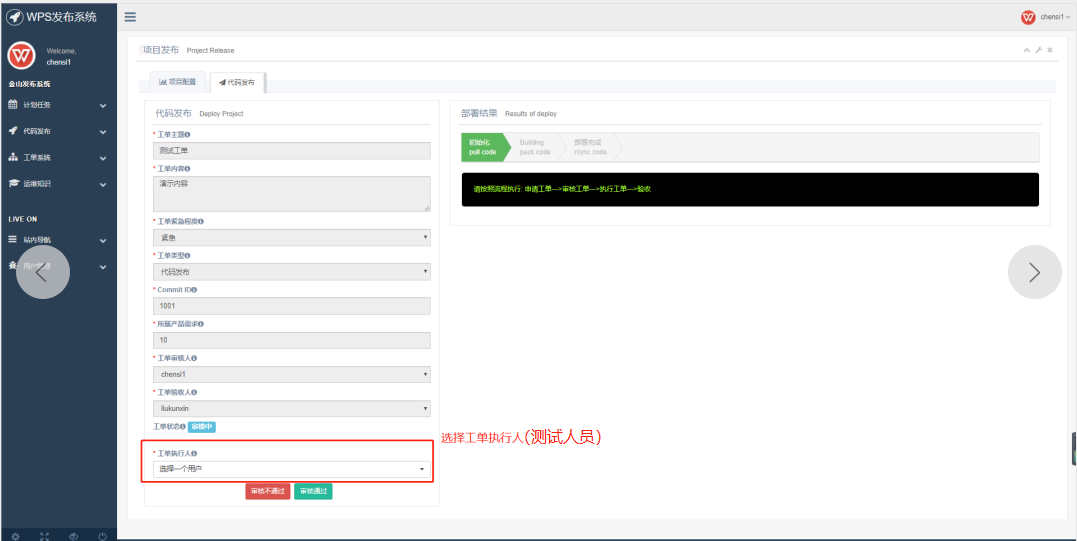 WPS发布系统
chensi1
Welcome,
chensi1
金山发布系统
计划任务
代码发布
工单系统
运维知识
LIVE ON
站内导航
项目发布 Project Release
项目配置
代码发布
代码发布 Deploy Project
* 工单主题
测试工单
* 工单内容
演示内容
* 工单紧急程度
紧急
* 工单类型
代码发布
* Commit ID
1001
* 所属产品需求
10
* 工单审核人
chensi1
* 工单验收人
liukunxin
工单状态 审核中
* 工单执行人
选择一个用户
审核不通过 审核通过
选择工单执行人(测试人员)
部署结果 Results of deploy
初始化
pull code
Building
pack code
部署完成
rsync code
请按照流程执行: 申请工单--->审核工单--->执行工单--->验收